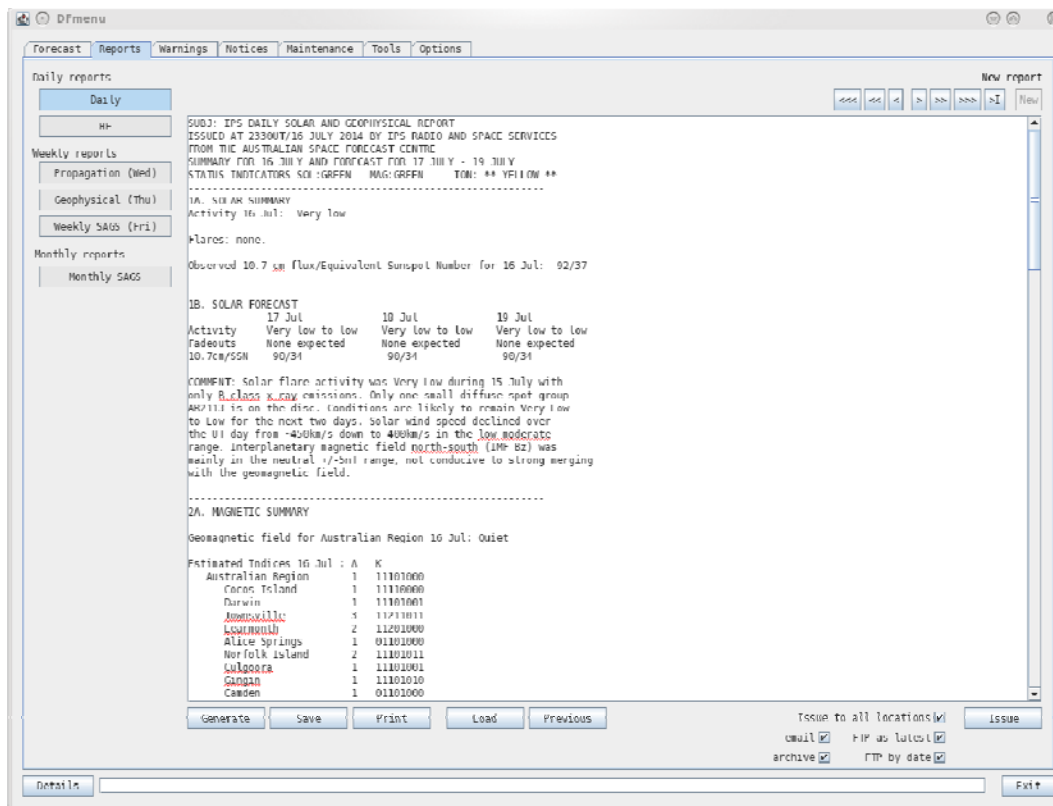 DFmenu
Forecast Reports Warnings Notices Maintenance Tools Options
Daily reports
New report
Daily
<<< << < > >> >>> >I New
HF
Weekly reports
Propagation (Wed)
Geophysical (Thu)
Weekly SAGS (Fri)
Monthly reports
Monthly SAGS
SUBJ: IPS DAILY SOLAR AND GEOPHYSICAL REPORT
ISSUED AT 2330UT/16 JULY 2014 BY IPS RADIO AND SPACE SERVICES
FROM THE AUSTRALIAN SPACE FORECAST CENTRE
SUMMARY FOR 16 JULY AND FORECAST FOR 17 JULY - 19 JULY
STATUS INDICATORS SOL:GREEN MAG:GREEN ION: ** YELLOW **
------------------------------------------------------------
1A. SOLAR SUMMARY
Activity 16 Jul: Very low
Flares: none.
Observed 10.7 cm flux/Equivalent Sunspot Number for 16 Jul: 92/37
1B. SOLAR FORECAST
17 Jul 18 Jul 19 Jul
Activity Very low to low Very low to low Very low to low
Fadeouts None expected None expected None expected
10.7cm/SSN 90/34 90/34 90/34
COMMENT: Solar flare activity was Very Low during 15 July with
only B class x ray emissions. Only one small diffuse spot group
is on the disc. Conditions are likely to remain Very Low
to Low for the next two days. Solar wind speed declined over
the UT day from ~450km/s down to 400km/s in the low moderate
range. Interplanetary magnetic field north-south (IMF Bz) was
mainly in the neutral +/-5nT range, not conducive to strong merging
with the geomagnetic field.
------------------------------------------------------------
2A. MAGNETIC SUMMARY
Geomagnetic field for Australian Region 16 Jul: Quiet
Estimated Indices 16 Jul : A K
Australian Region 1 11101000
Cocos Island 1 11110000
Darwin 1 11101001
Townsville 3 11211011
Learmonth 2 11201000
Alice Springs 1 01101000
Norfolk Island 2 11101011
Culgoora 1 11101001
Gingin 1 11101010
Camden 1 01101000
Generate Save Print Load Previous
Issue to all locations
Issue
email FTP as latest
archive FTP by date
Details
Exit